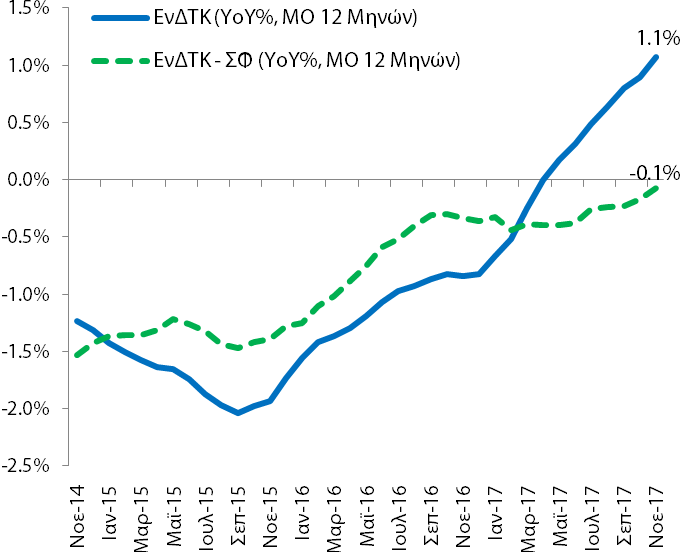 1.5%
1.0%
0.5%
0.0%
-0.5%
-1.0%
-1.5%
-2.0%
-2.5%
ΕνΔΤΚ (YoY%, ΜΟ 12 Μηνών)
ΕνΔΤΚ - ΣΦ (YoY%, ΜΟ 12 Μηνών)
1.1%
-0.1%
Νοε-14
Ιαν-15
Μαρ-15
Μαϊ-15
Ιουλ-15
Σεπ-15
Νοε-15
Ιαν-16
Μαρ-16
Μαϊ-16
Ιουλ-16
Σεπ-16
Νοε-16
Ιαν-17
Μαρ-17
Μαϊ-17
Ιουλ-17
Σεπ-17
Νοε-17